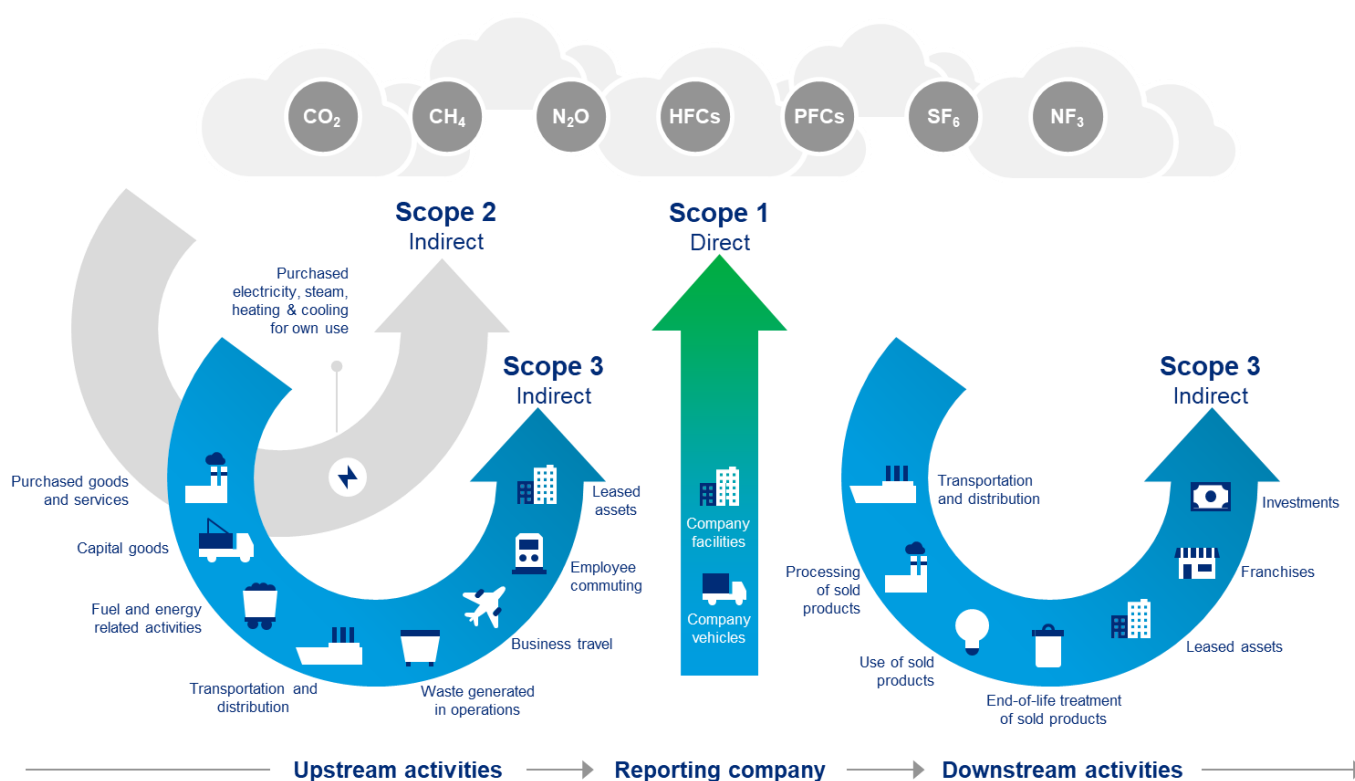 CO₂
CH₄
N₂O
HFCs
PFCs
SF₆
NF₃
Scope 2
Indirect
Scope 1
Direct
Purchased
electricity, steam,
heating & cooling
for own use
Scope 3
Indirect
Scope 3
Indirect
Purchased goods
and services
Capital goods
Fuel and energy
related activities
Transportation and
distribution
Waste generated
in operations
Business travel
Employee
commuting
Leased
assets
Company
facilities
Company
vehicles
Transportation
and distribution
Processing
of sold
products
Use of sold
products
End-of-life treatment
of sold products
Leased assets
Franchises
Investments
Upstream activities
Reporting company
Downstream activities